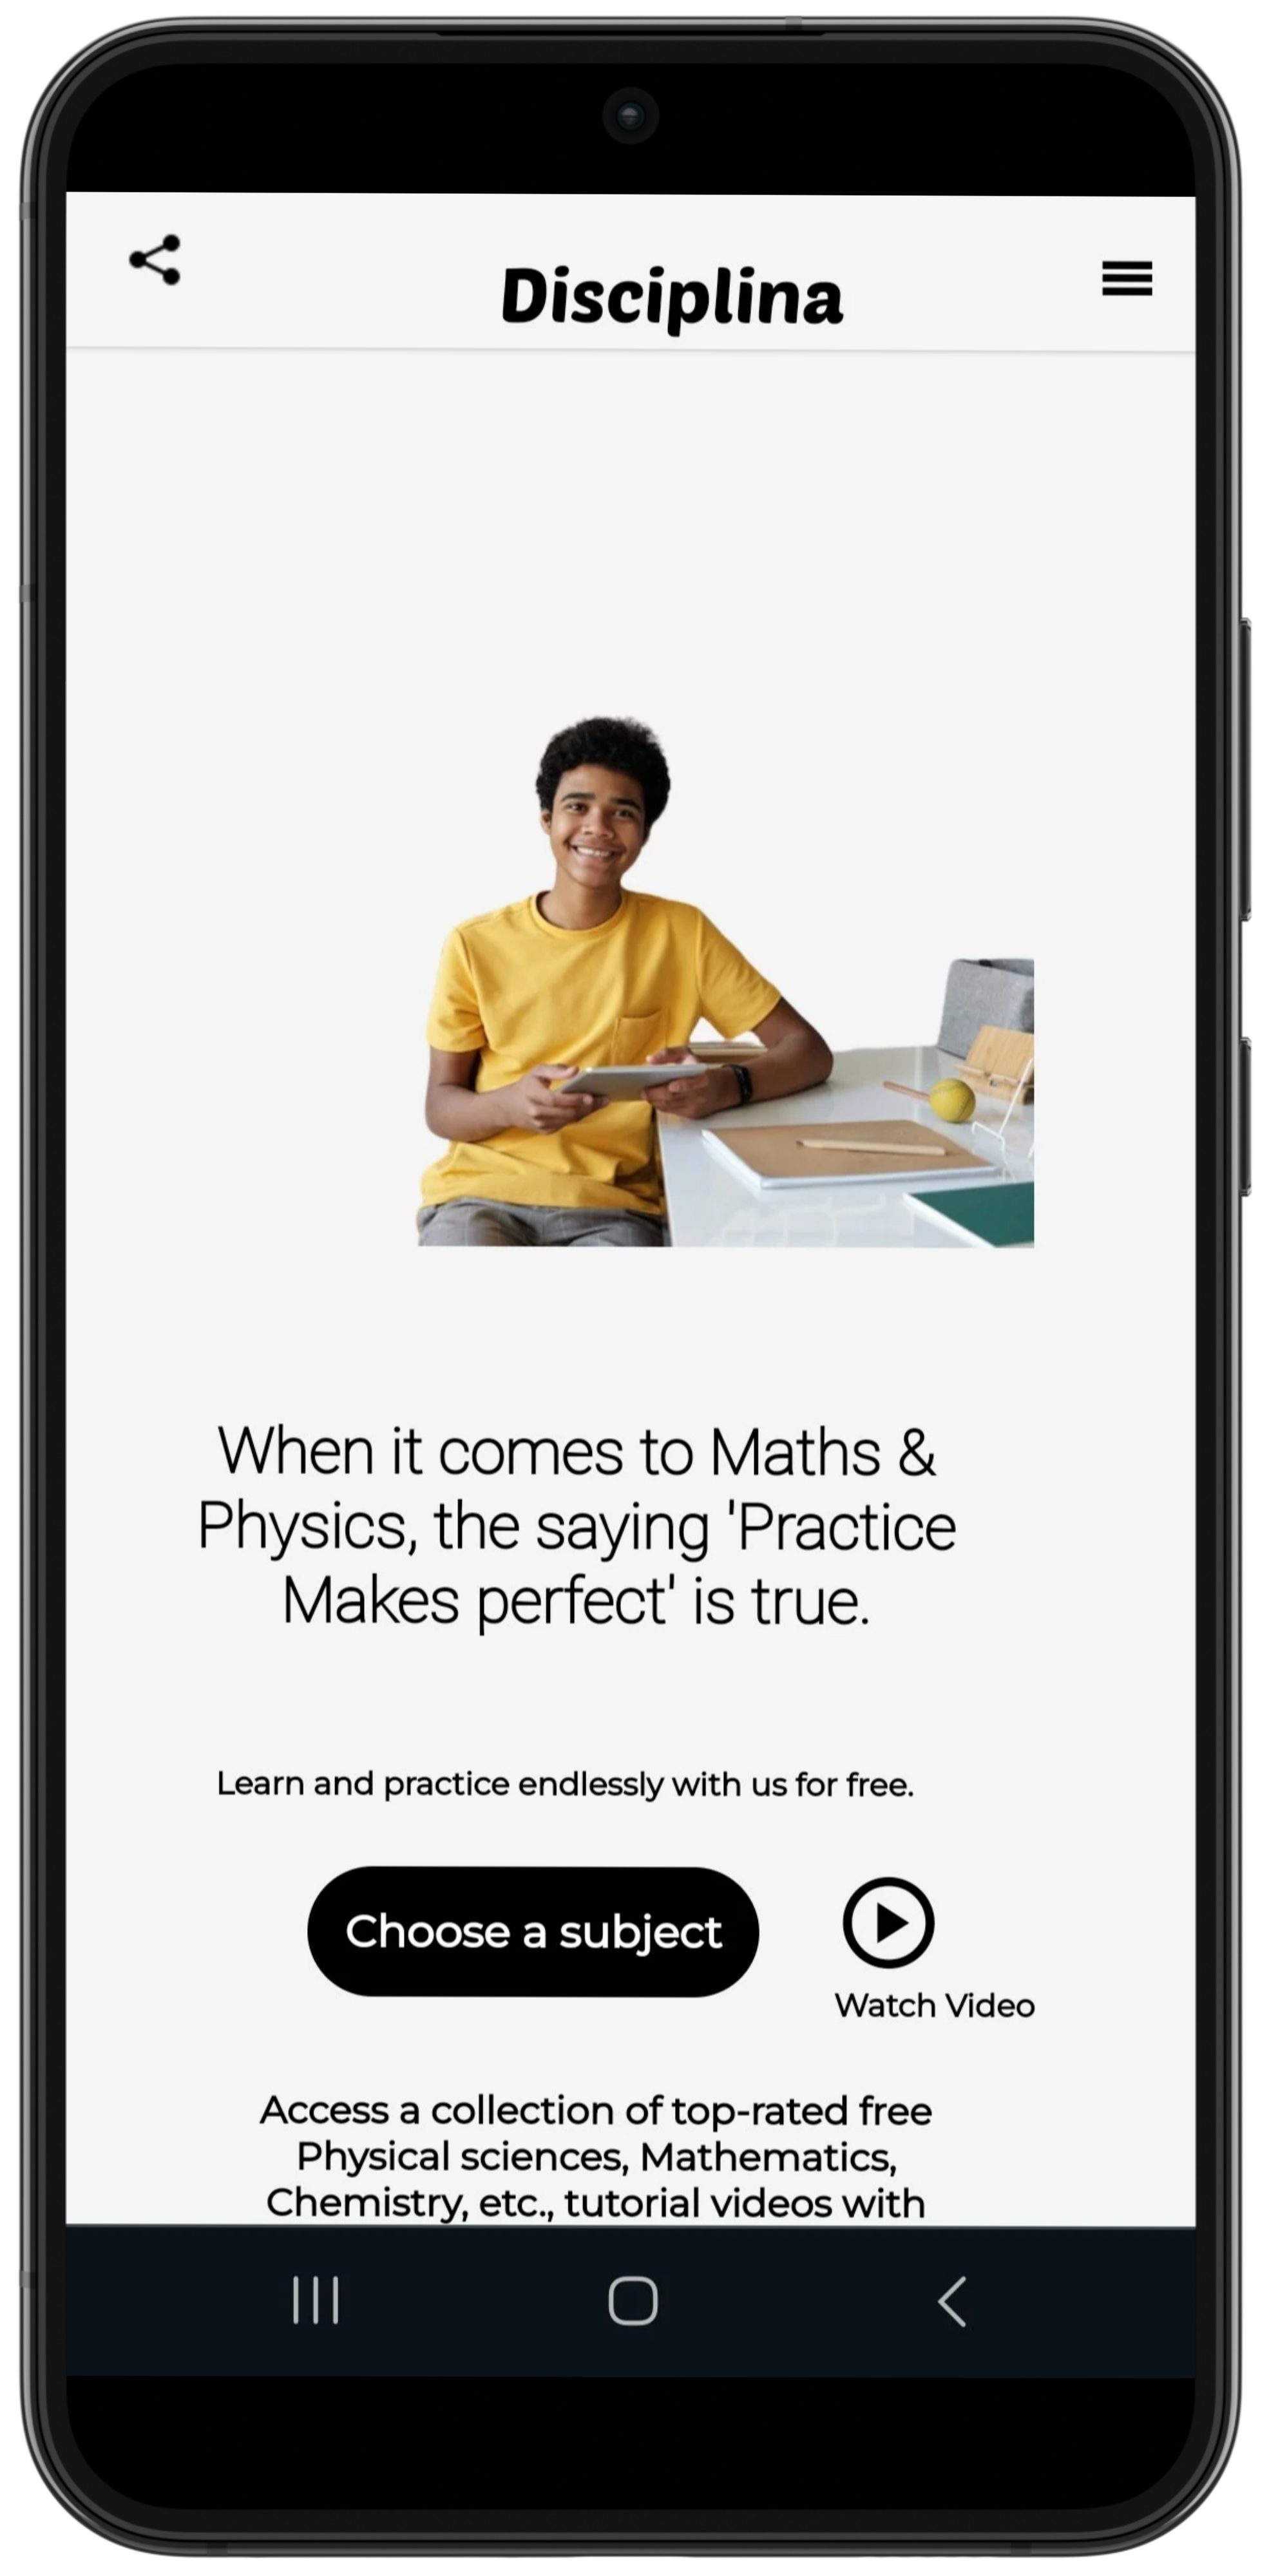 Disciplina
When it comes to Maths &
Physics, the saying 'Practice
Makes perfect' is true.
Learn and practice endlessly with us for free.
Choose a subject
Watch Video
Access a collection of top-rated free
Physical sciences, Mathematics,
Chemistry, etc., tutorial videos with